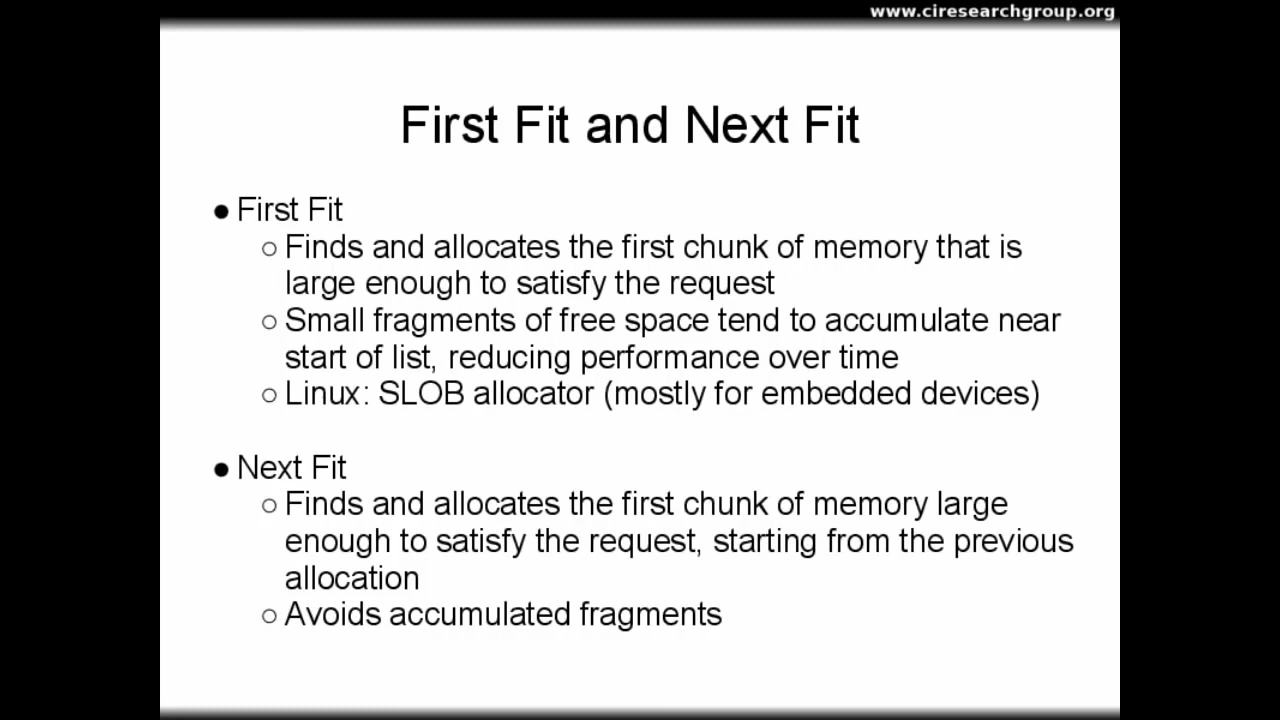 www.ciresearchgroup.org
First Fit and Next Fit
● First Fit
○ Finds and allocates the first chunk of memory that is
large enough to satisfy the request
○ Small fragments of free space tend to accumulate near
start of list, reducing performance over time
○ Linux: SLOB allocator (mostly for embedded devices)
● Next Fit
○ Finds and allocates the first chunk of memory large
enough to satisfy the request, starting from the previous
allocation
○ Avoids accumulated fragments